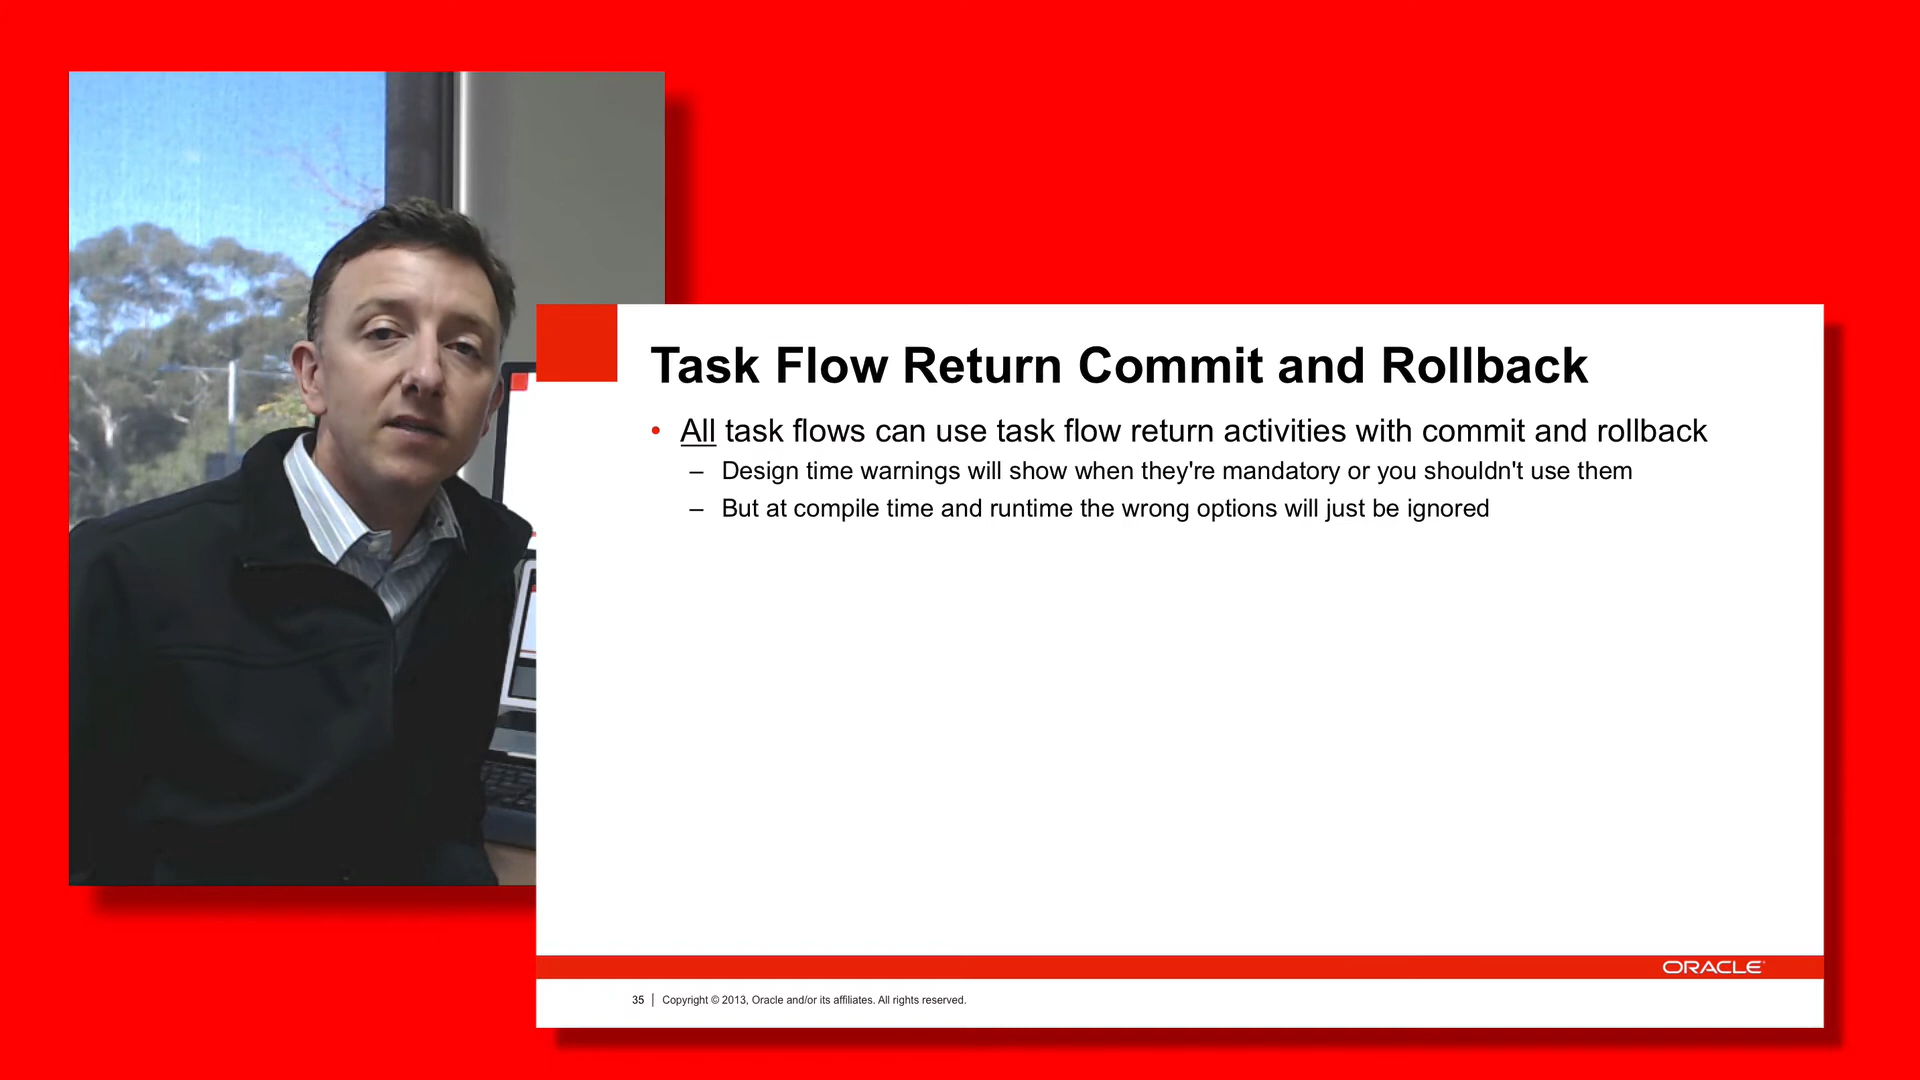 Task Flow Return Commit and Rollback
• All task flows can use task flow return activities with commit and rollback
– Design time warnings will show when they're mandatory or you shouldn't use them
– But at compile time and runtime the wrong options will just be ignored
ORACLE
35 | Copyright © 2013, Oracle and/or its affiliates. All rights reserved.